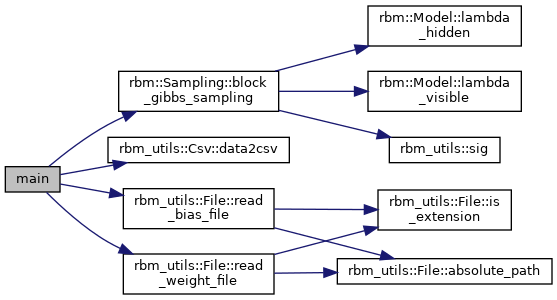 main
rbm::Sampling::block
_gibbs_sampling
rbm_utils::Csv::data2csv
rbm_utils::File::read
_bias_file
rbm_utils::File::read
_weight_file
rbm::Model::lambda
_hidden
rbm::Model::lambda
_visible
rbm_utils::sig
rbm_utils::File::is
_extension
rbm_utils::File::absolute_path